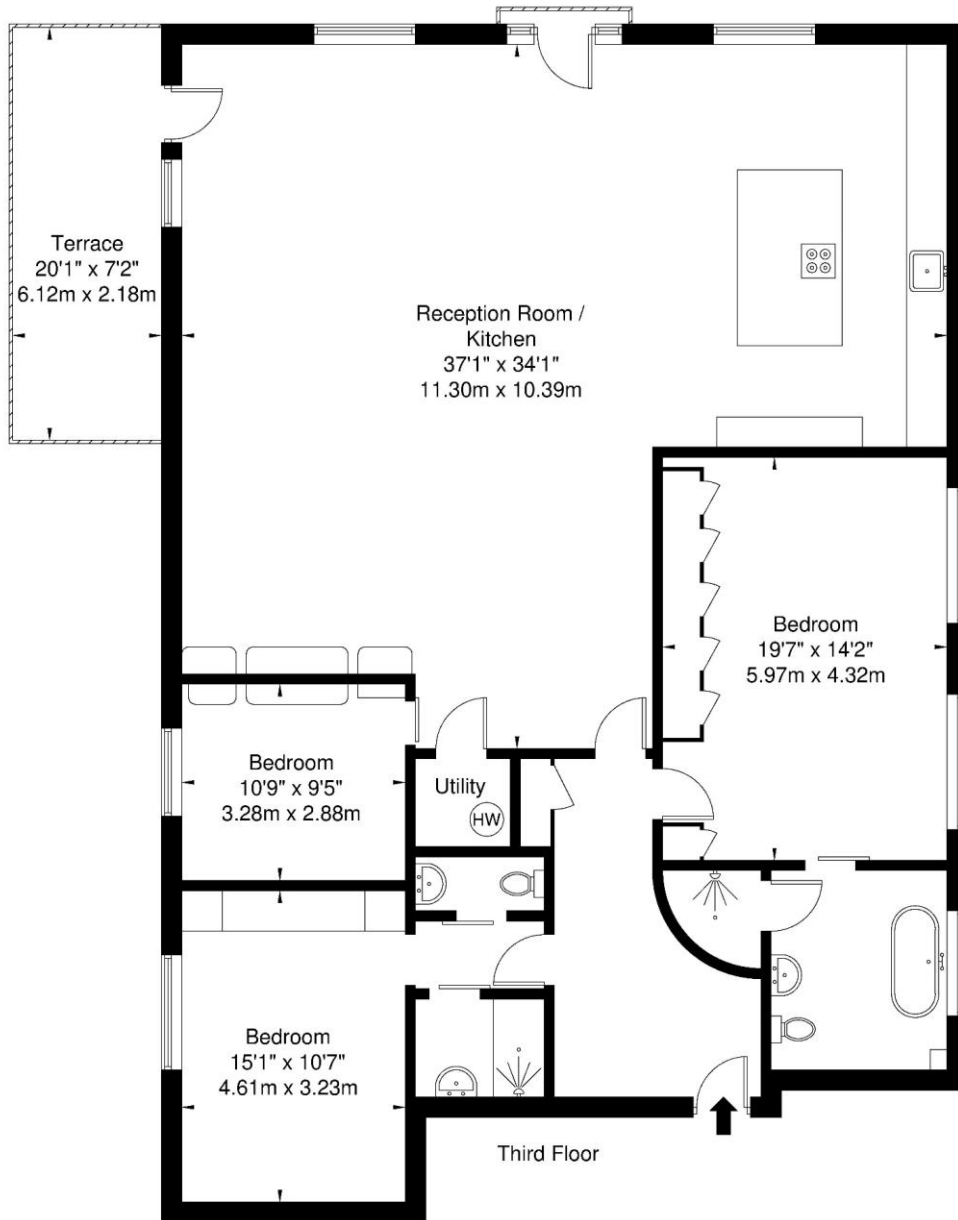 Terrace
20'1" x 7'2"
6.12m x 2.18m
Reception Room /
Kitchen
37'1" x 34'1"
11.30m x 10.39m
Bedroom
19'7" x 14'2"
5.97m x 4.32m
Bedroom
10'9" x 9'5"
3.28m x 2.88m
Utility
HW
Bedroom
15'1" x 10'7"
4.61m x 3.23m
Third Floor